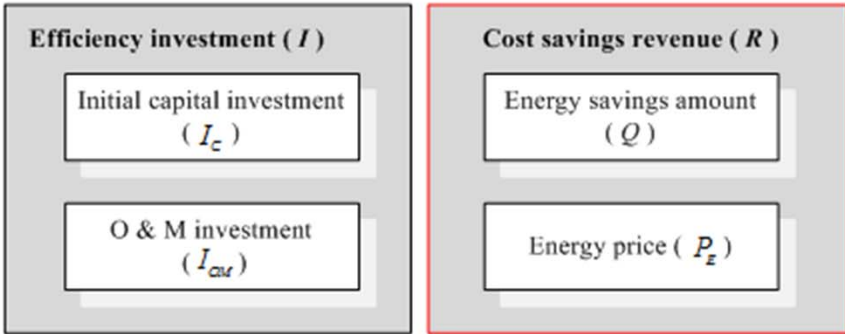 Efficiency investment ( I )
Initial capital investment
( I_C )
O & M investment
( I_OM )
Cost savings revenue ( R )
Energy savings amount
( Q )
Energy price ( P_E )